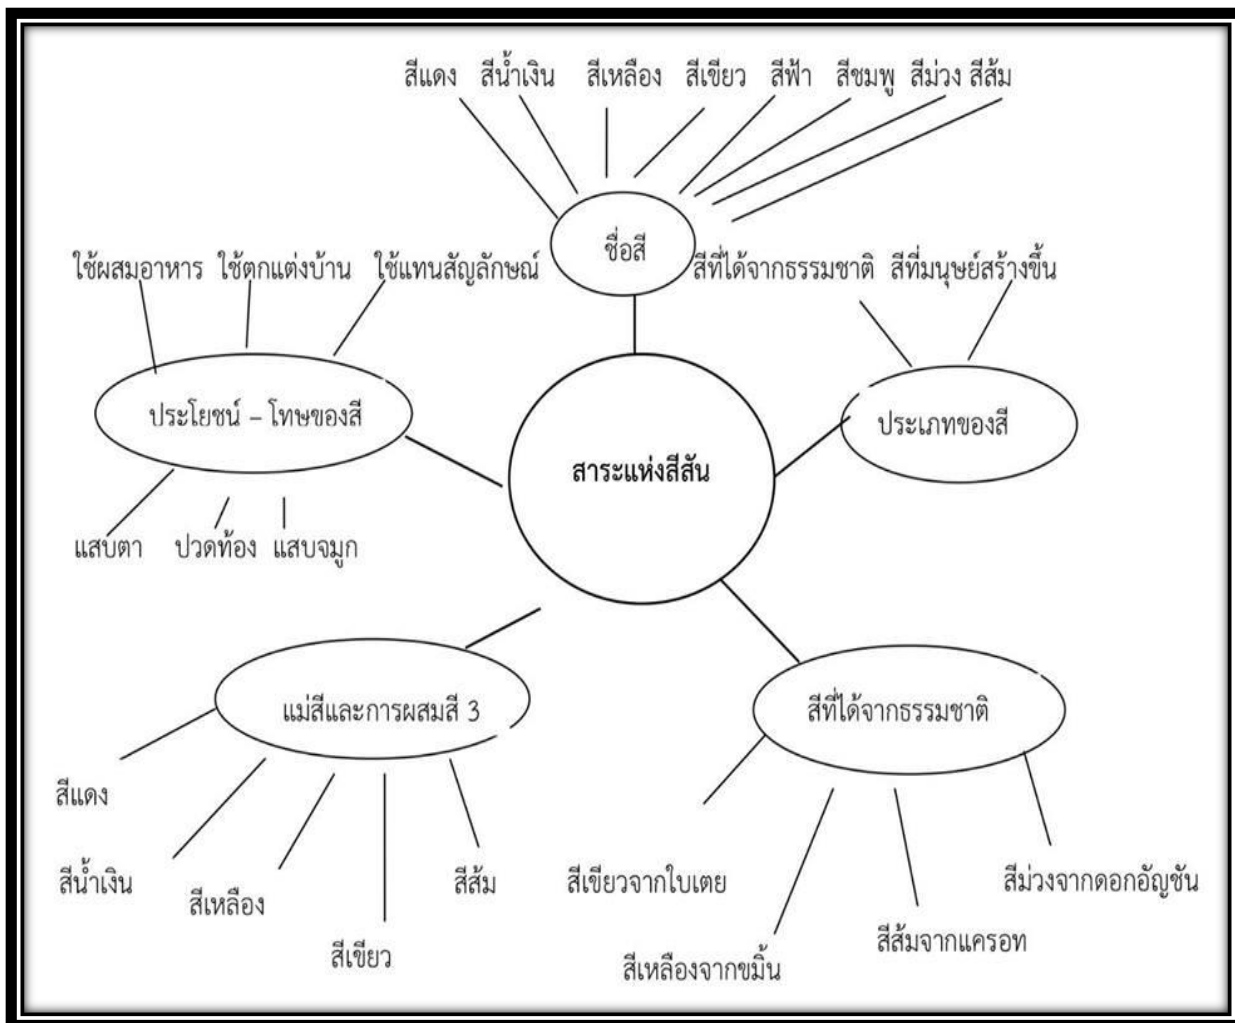 สีแดง สีน้ำเงิน สีเหลือง สีเขียว สีฟ้า สีชมพู สีม่วง สีส้ม
ชื่อสี
ใช้ผสมอาหาร ใช้ตกแต่งบ้าน ใช้แทนสัญลักษณ์
สีที่ได้จากธรรมชาติ สีที่มนุษย์สร้างขึ้น
ประโยชน์ – โทษของสี
ประเภทของสี
สาระแห่งสีสัน
แสบตา ปวดท้อง แสบจมูก
แม่สีและการผสมสี 3
สีที่ได้จากธรรมชาติ
สีแดง
สีน้ำเงิน
สีเหลือง
สีเขียว
สีส้ม
สีเขียวจากใบเตย
สีเหลืองจากขมิ้น
สีส้มจากแครอท
สีม่วงจากดอกอัญชัน